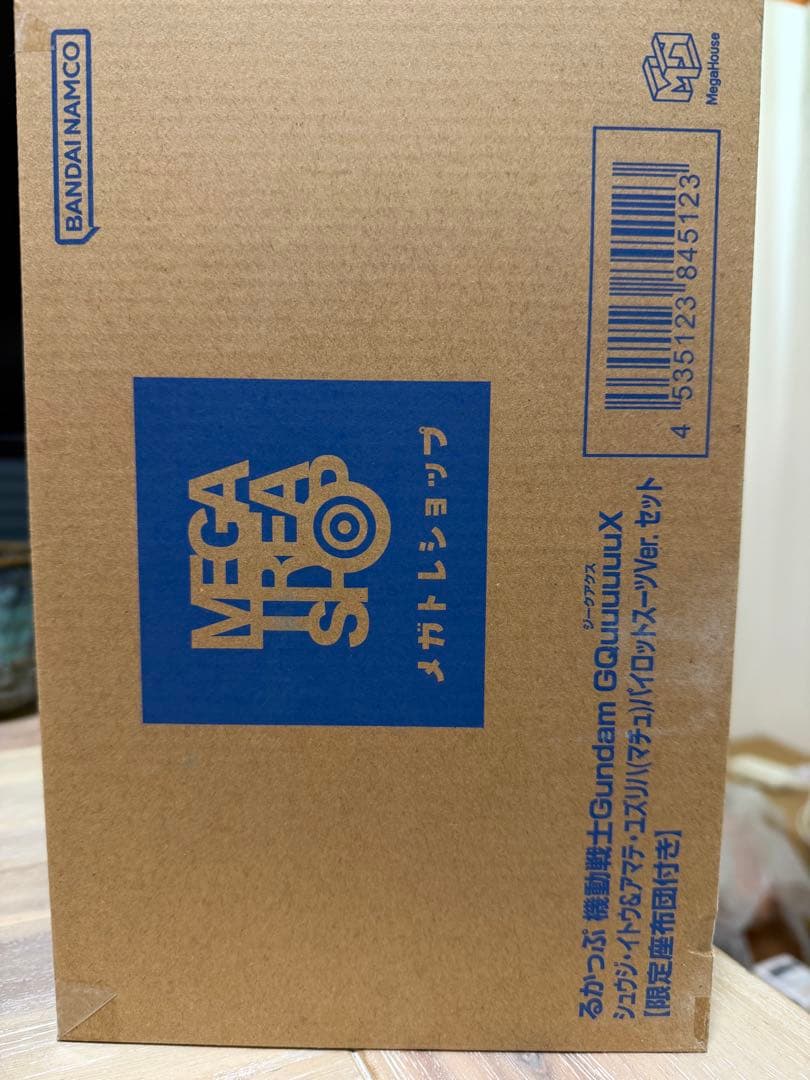 BANDAI NAMCO
MegaHouse
MEGA
TREA
SHOP
メガトレショップ
4 535123 845123
ジークアクス
るかっぷ 機動戦士Gundam GQuuuuuuX
シュウジ・イトウ&アマテ・ユズリハ(マチュ)パイロットスーツVer. セット
【限定座布団付き】